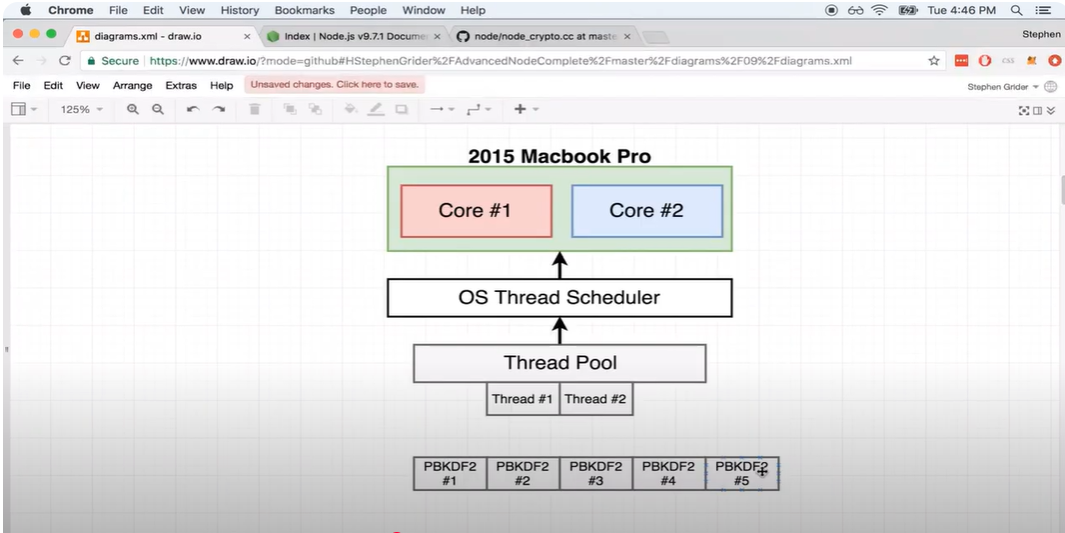 Chrome File Edit View History Bookmarks People Window Help Tue 4:46 PM
diagrams.xml - draw.io Index | Node.js v9.7.1 Docume node/node_crypto.cc at maste Stephen
Secure https://www.draw.io/?mode=github#HStephenGrider%2FAdvancedNodeComplete%2Fmaster%2Fdiagrams%2F09%2Fdiagrams.xml
File Edit View Arrange Extras Help Unsaved changes. Click here to save. Stephen Grider
125%
2015 Macbook Pro
Core #1 Core #2
OS Thread Scheduler
Thread Pool
Thread #1 Thread #2
PBKDF2 PBKDF2 PBKDF2 PBKDF2 PBKDF2
#1 #2 #3 #4 #5